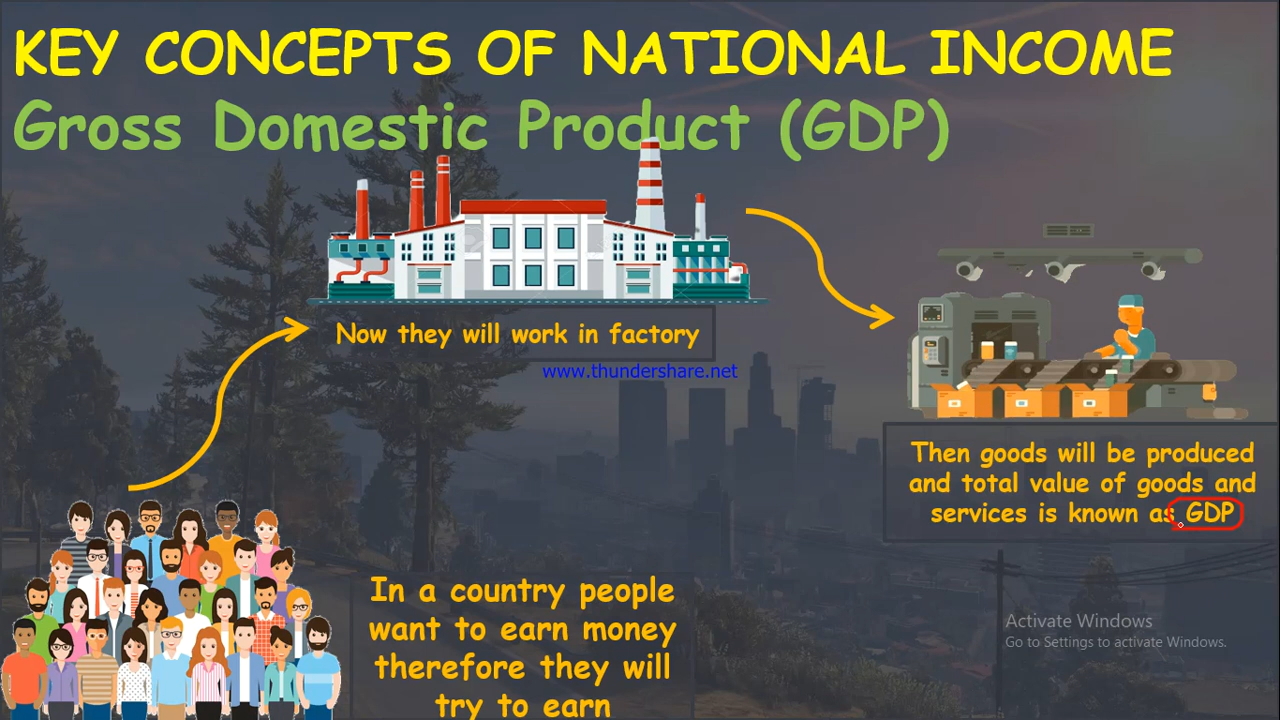 KEY CONCEPTS OF NATIONAL INCOME
Gross Domestic Product (GDP)
Now they will work in factory
www.thundershare.net
Then goods will be produced
and total value of goods and
services is known as GDP
In a country people
want to earn money
therefore they will
try to earn
Activate Windows
Go to Settings to activate Windows.